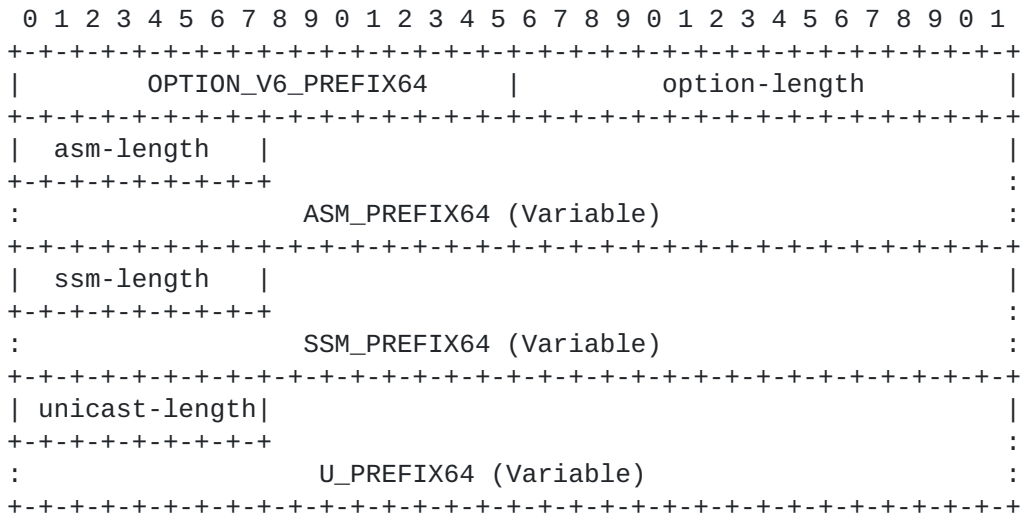 0 1 2 3 4 5 6 7 8 9 0 1 2 3 4 5 6 7 8 9 0 1 2 3 4 5 6 7 8 9 0 1
+-+-+-+-+-+-+-+-+-+-+-+-+-+-+-+-+-+-+-+-+-+-+-+-+-+-+-+-+-+-+-+-+
|        OPTION_V6_PREFIX64     |         option-length         |
+-+-+-+-+-+-+-+-+-+-+-+-+-+-+-+-+-+-+-+-+-+-+-+-+-+-+-+-+-+-+-+-+
|  asm-length   |                                               |
+-+-+-+-+-+-+-+-+                                               :
:                  ASM_PREFIX64 (Variable)                      :
+-+-+-+-+-+-+-+-+-+-+-+-+-+-+-+-+-+-+-+-+-+-+-+-+-+-+-+-+-+-+-+-+
|  ssm-length   |                                               |
+-+-+-+-+-+-+-+-+                                               :
:                  SSM_PREFIX64 (Variable)                      :
+-+-+-+-+-+-+-+-+-+-+-+-+-+-+-+-+-+-+-+-+-+-+-+-+-+-+-+-+-+-+-+-+
| unicast-length|                                               |
+-+-+-+-+-+-+-+-+                                               :
:                   U_PREFIX64 (Variable)                       :
+-+-+-+-+-+-+-+-+-+-+-+-+-+-+-+-+-+-+-+-+-+-+-+-+-+-+-+-+-+-+-+-+